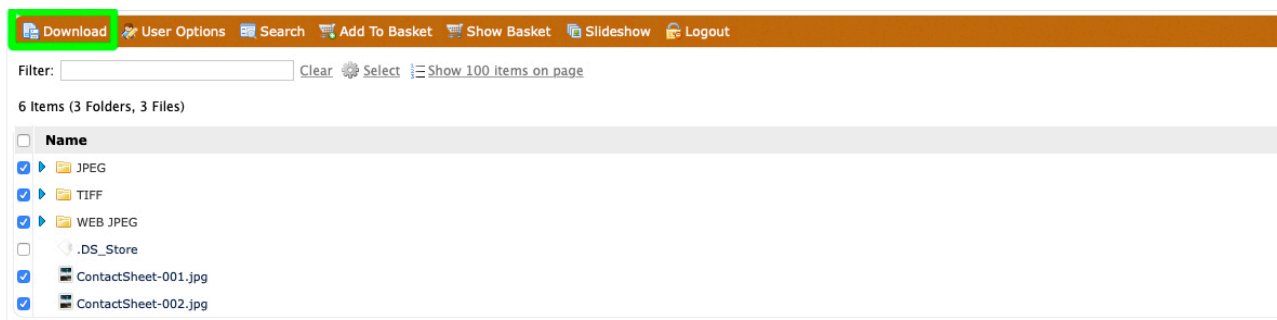 Download User Options Search Add To Basket Show Basket Slideshow Logout
Filter: Clear Select Show 100 items on page
6 Items (3 Folders, 3 Files)
Name
JPEG
TIFF
WEB JPEG
.DS_Store
ContactSheet-001.jpg
ContactSheet-002.jpg